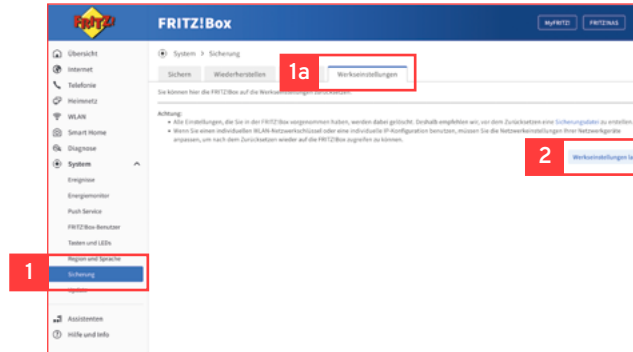 FRITZ!
FRITZ!Box
MyFRITZ!
FRITZ!NAS
Übersicht
Internet
Telefonie
Heimnetz
WLAN
Smart Home
Diagnose
System
Ereignisse
Energiemonitor
Push Service
FRITZ!Box-Benutzer
Tasten und LEDs
Region und Sprache
Sicherung
Update
Assistenten
Hilfe und Info
1
System > Sicherung
Sichern
Wiederherstellen
1a
Werkseinstellungen
Sie können hier die FRITZ!Box auf die Werkseinstellungen zurücksetzen.
Achtung:
• Alle Einstellungen, die Sie in der FRITZ!Box vorgenommen haben, werden dabei gelöscht. Deshalb empfehlen wir, vor dem Zurücksetzen eine Sicherungsdatei zu erstellen.
• Wenn Sie einen individuellen WLAN-Netzwerkschlüssel oder eine individuelle IP-Konfiguration benutzen, müssen Sie die Netzwerkeinstellungen Ihrer Netzwerkgeräte
anpassen, um nach dem Zurücksetzen wieder auf die FRITZ!Box zugreifen zu können.
2
Werkseinstellungen la